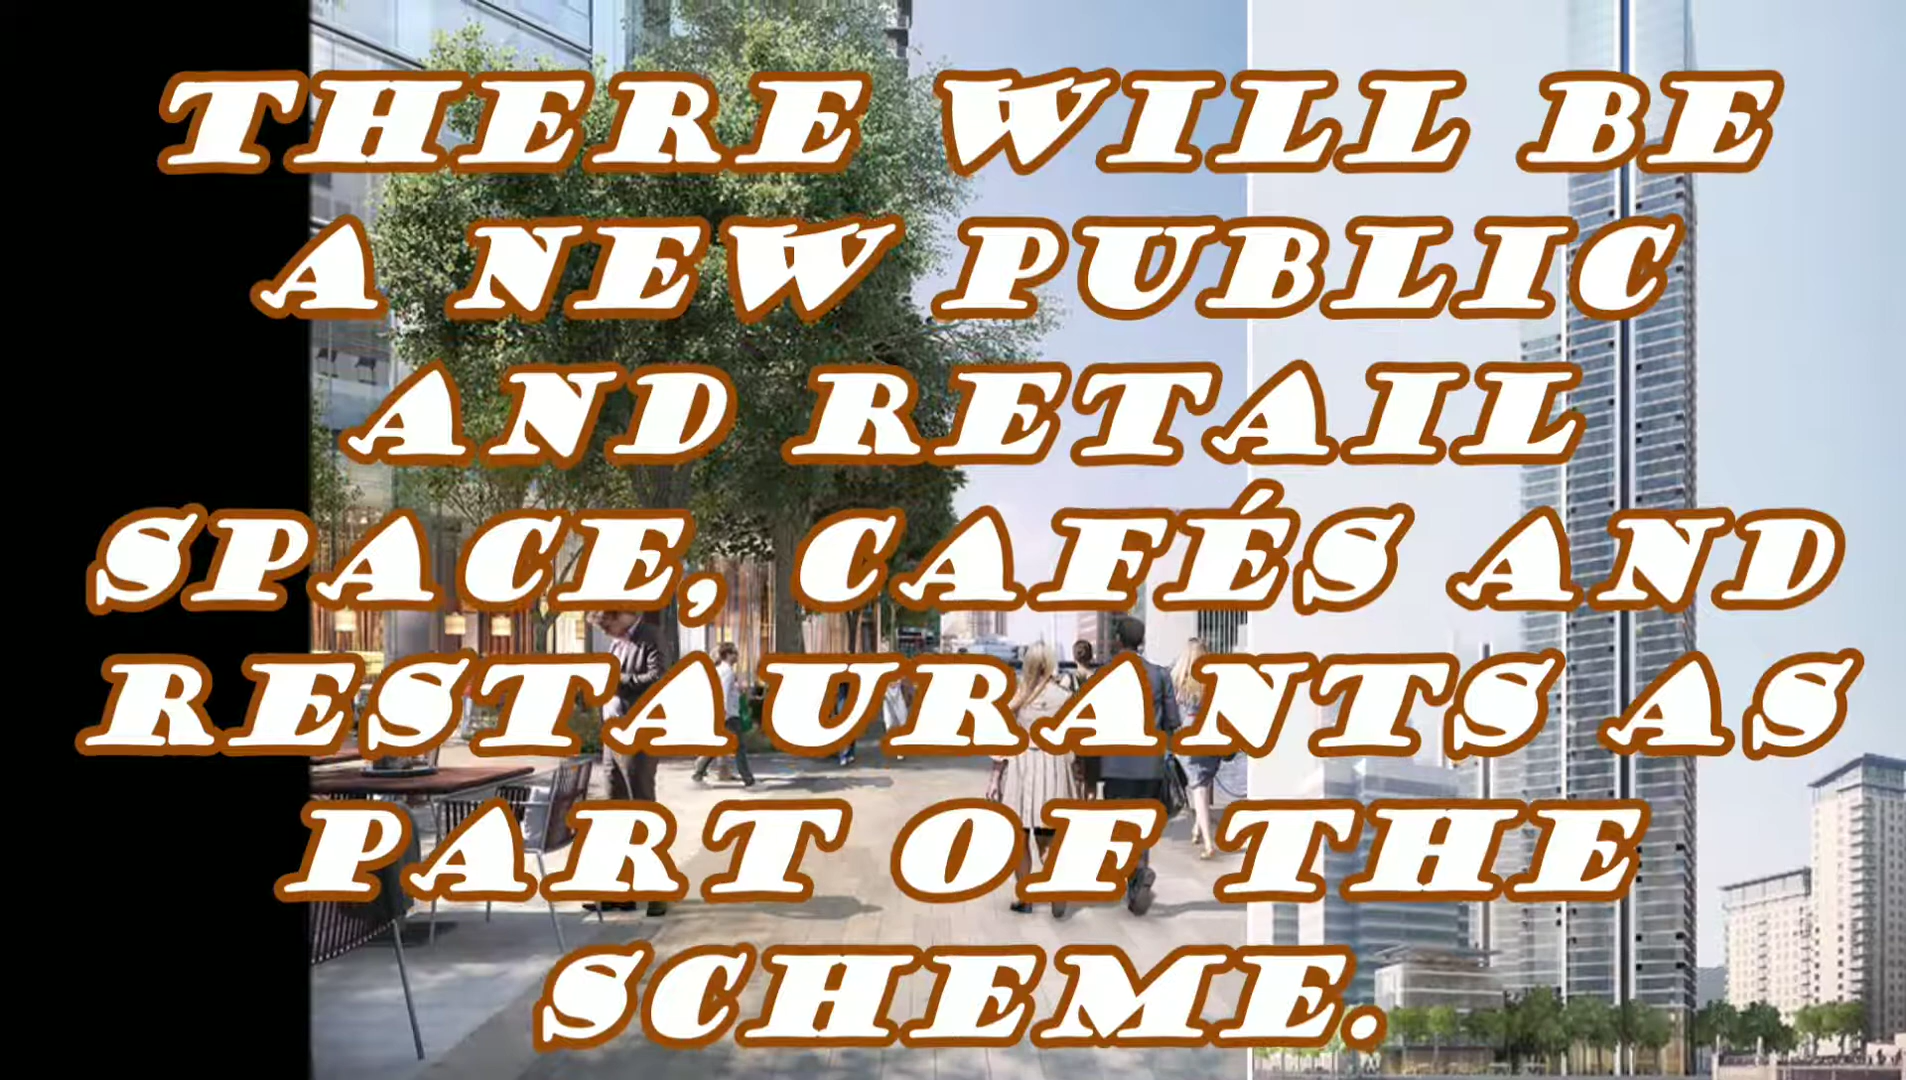 THERE WILL BE
A NEW PUBLIC
AND RETAIL
SPACE, CAFÉS AND
RESTAURANTS AS
PART OF THE
SCHEME.